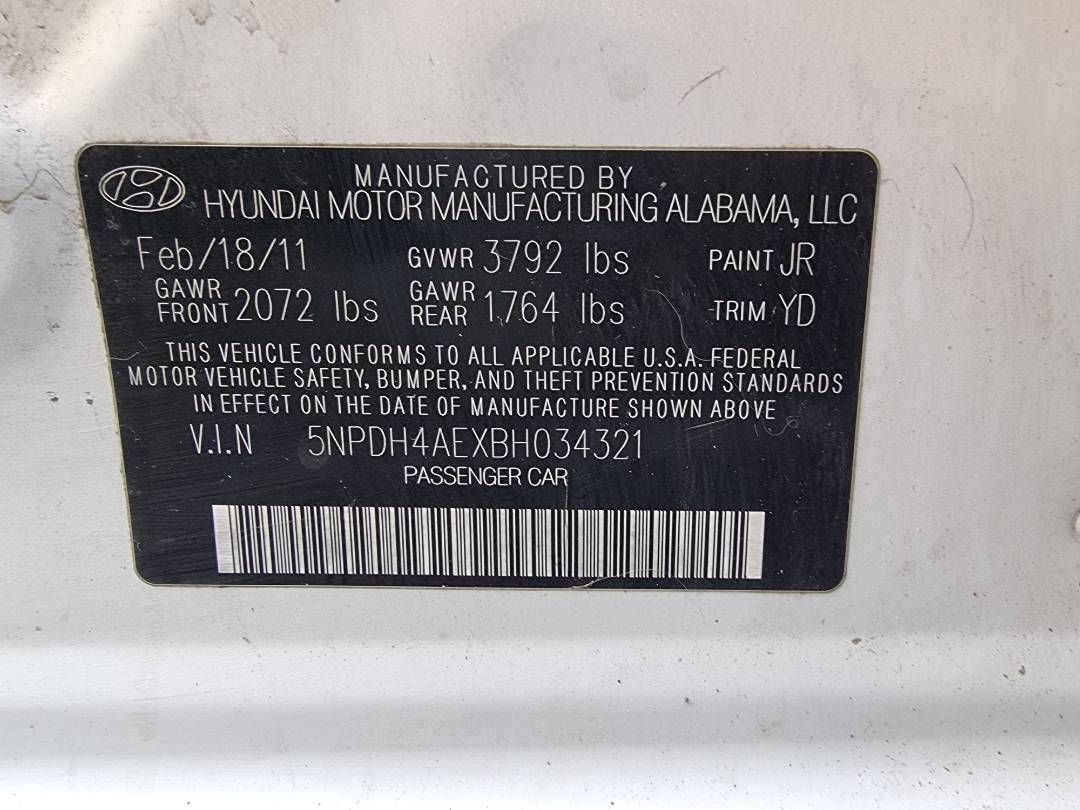 MANUFACTURED BY
HYUNDAI MOTOR MANUFACTURING ALABAMA, LLC
Feb/18/11 GVWR 3792 lbs PAINT JR
GAWR FRONT 2072 lbs GAWR REAR 1764 lbs TRIM YD
THIS VEHICLE CONFORMS TO ALL APPLICABLE U.S.A. FEDERAL
MOTOR VEHICLE SAFETY, BUMPER, AND THEFT PREVENTION STANDARDS
IN EFFECT ON THE DATE OF MANUFACTURE SHOWN ABOVE
V.I.N 5NPDH4AEXBH034321
PASSENGER CAR